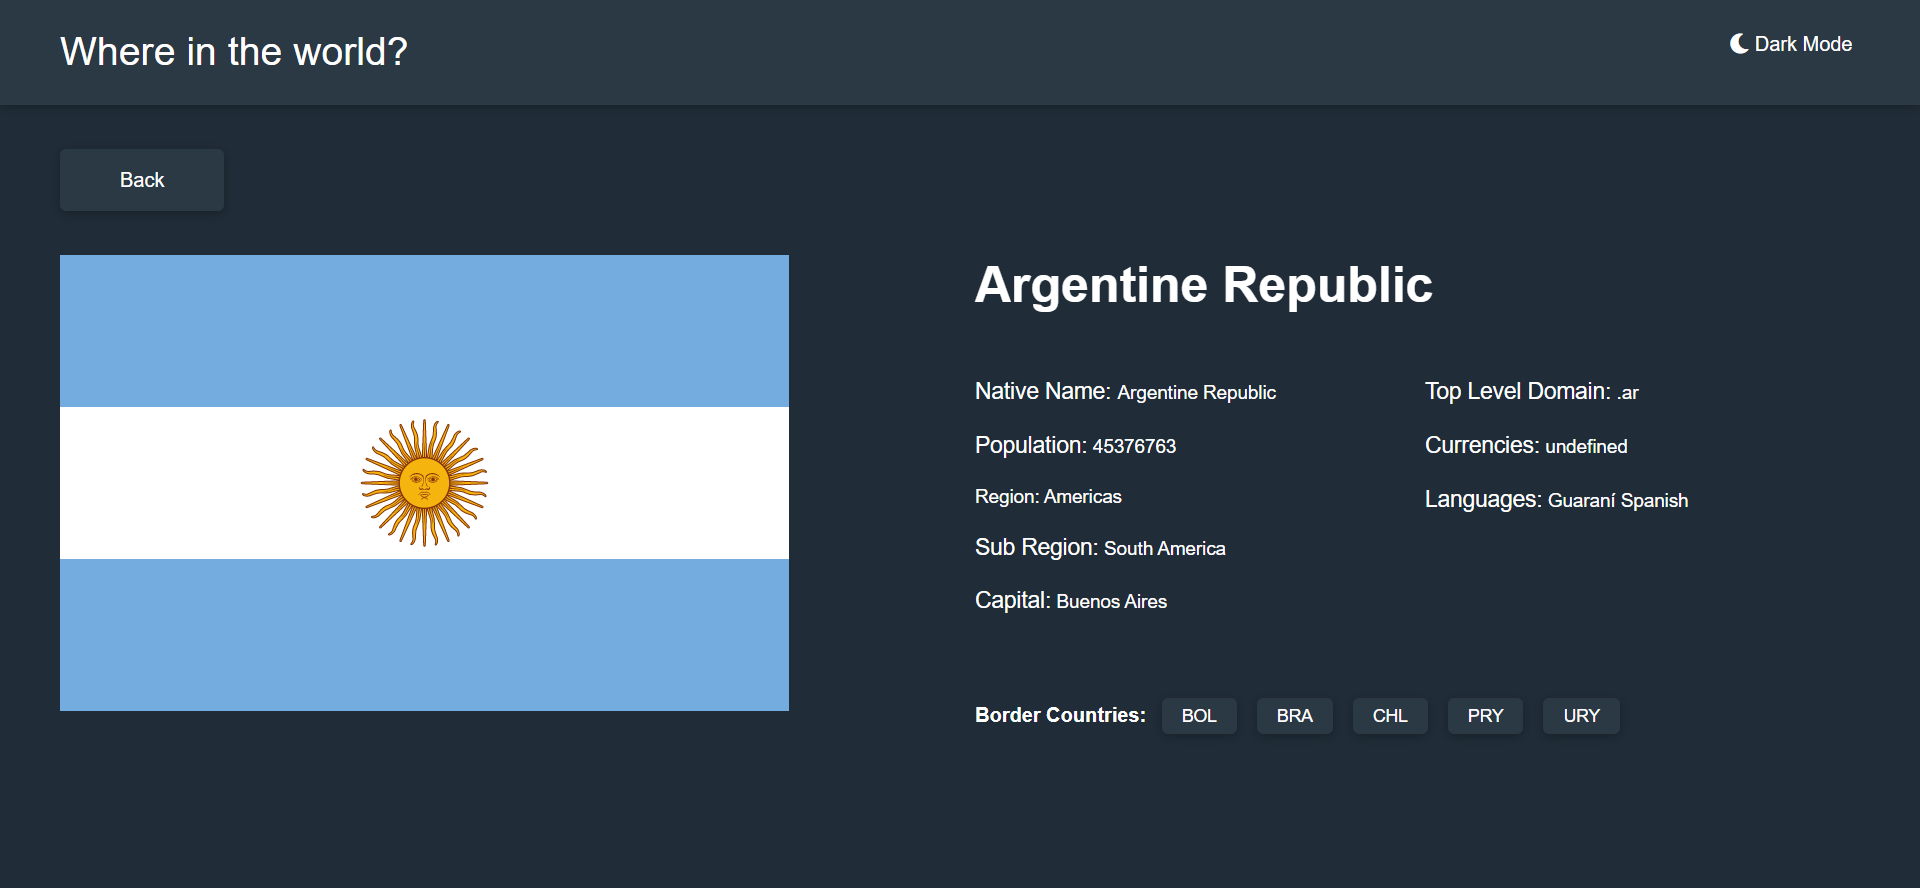 Where in the world?
Dark Mode
Back
Argentine Republic
Native Name: Argentine Republic
Population: 45376763
Region: Americas
Sub Region: South America
Capital: Buenos Aires
Top Level Domain: .ar
Currencies: undefined
Languages: Guaraní Spanish
Border Countries: BOL BRA CHL PRY URY